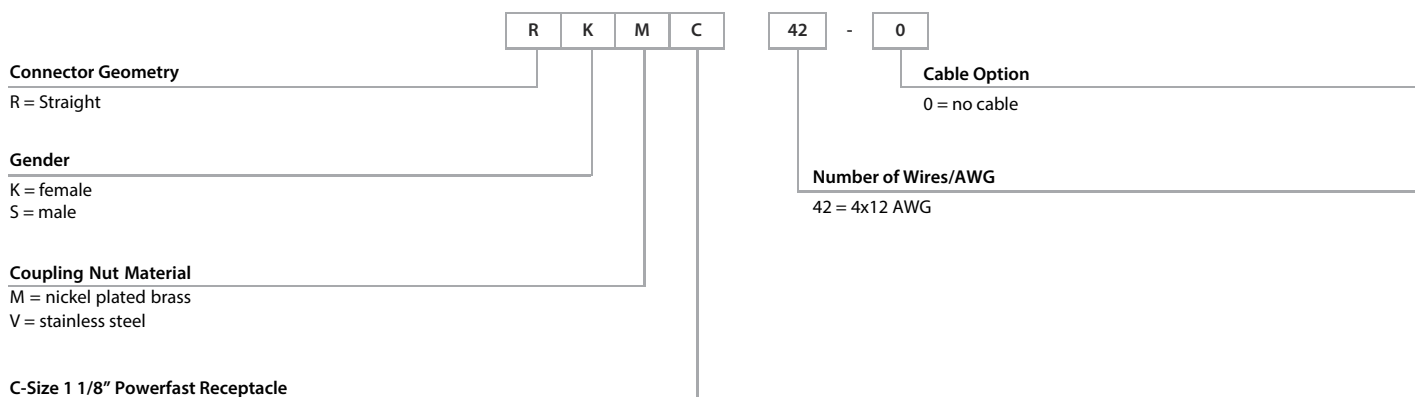 R K M C 42 - 0
Connector Geometry
R = Straight
Gender
K = female
S = male
Coupling Nut Material
M = nickel plated brass
V = stainless steel
C-Size 1 1/8” Powerfast Receptacle
Cable Option
0 = no cable
Number of Wires/AWG
42 = 4x12 AWG